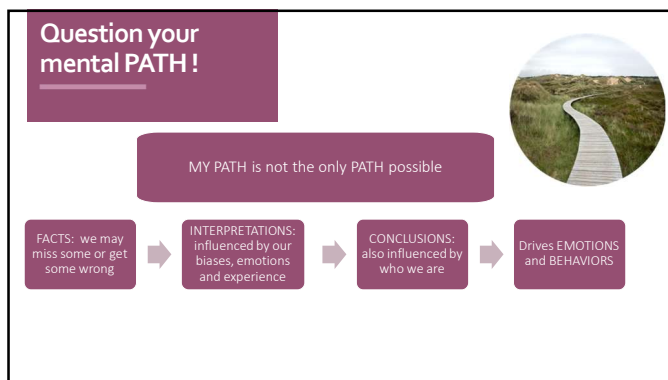 Question your
mental PATH !
MY PATH is not the only PATH possible
FACTS: we may
miss some or get
some wrong
INTERPRETATIONS:
influenced by our
biases, emotions
and experience
CONCLUSIONS:
also influenced by
who we are
Drives EMOTIONS
and BEHAVIORS